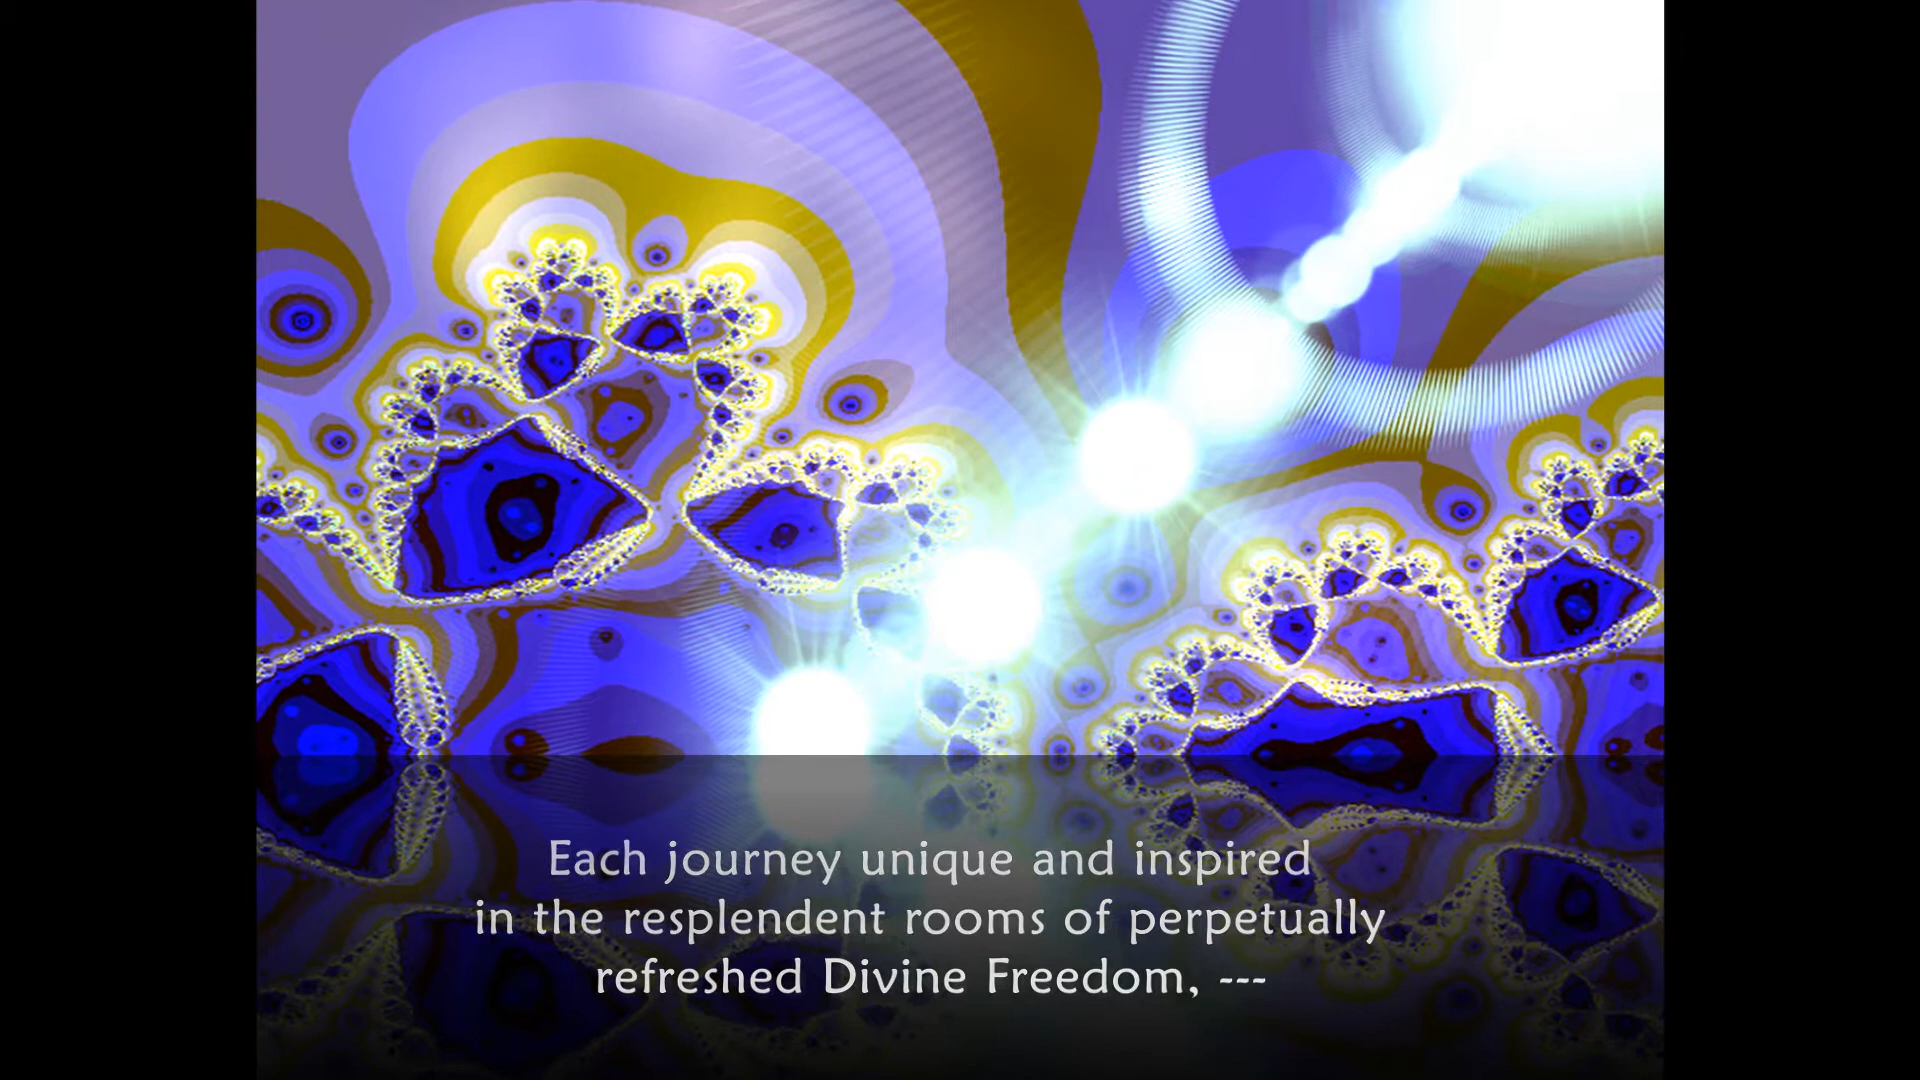 Each journey unique and inspired
in the resplendent rooms of perpetually
refreshed Divine Freedom, ---